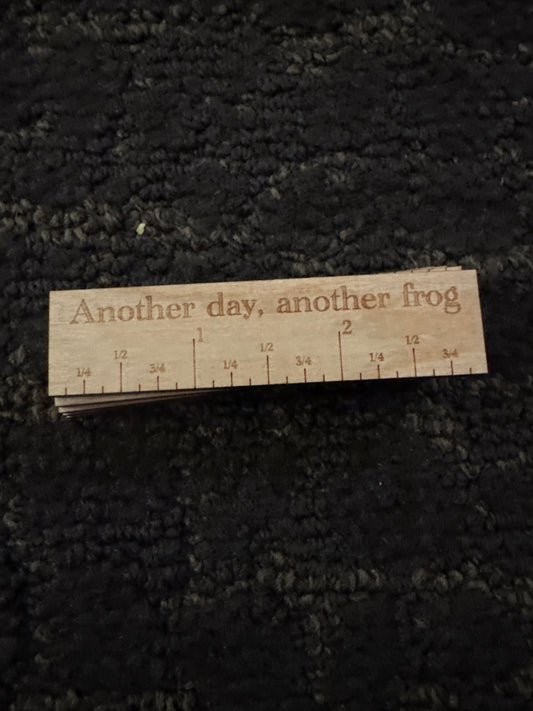 Another day, another frog
1 2
1/4 1/2 3/4 1/4 1/2 3/4 1/4 1/2 3/4